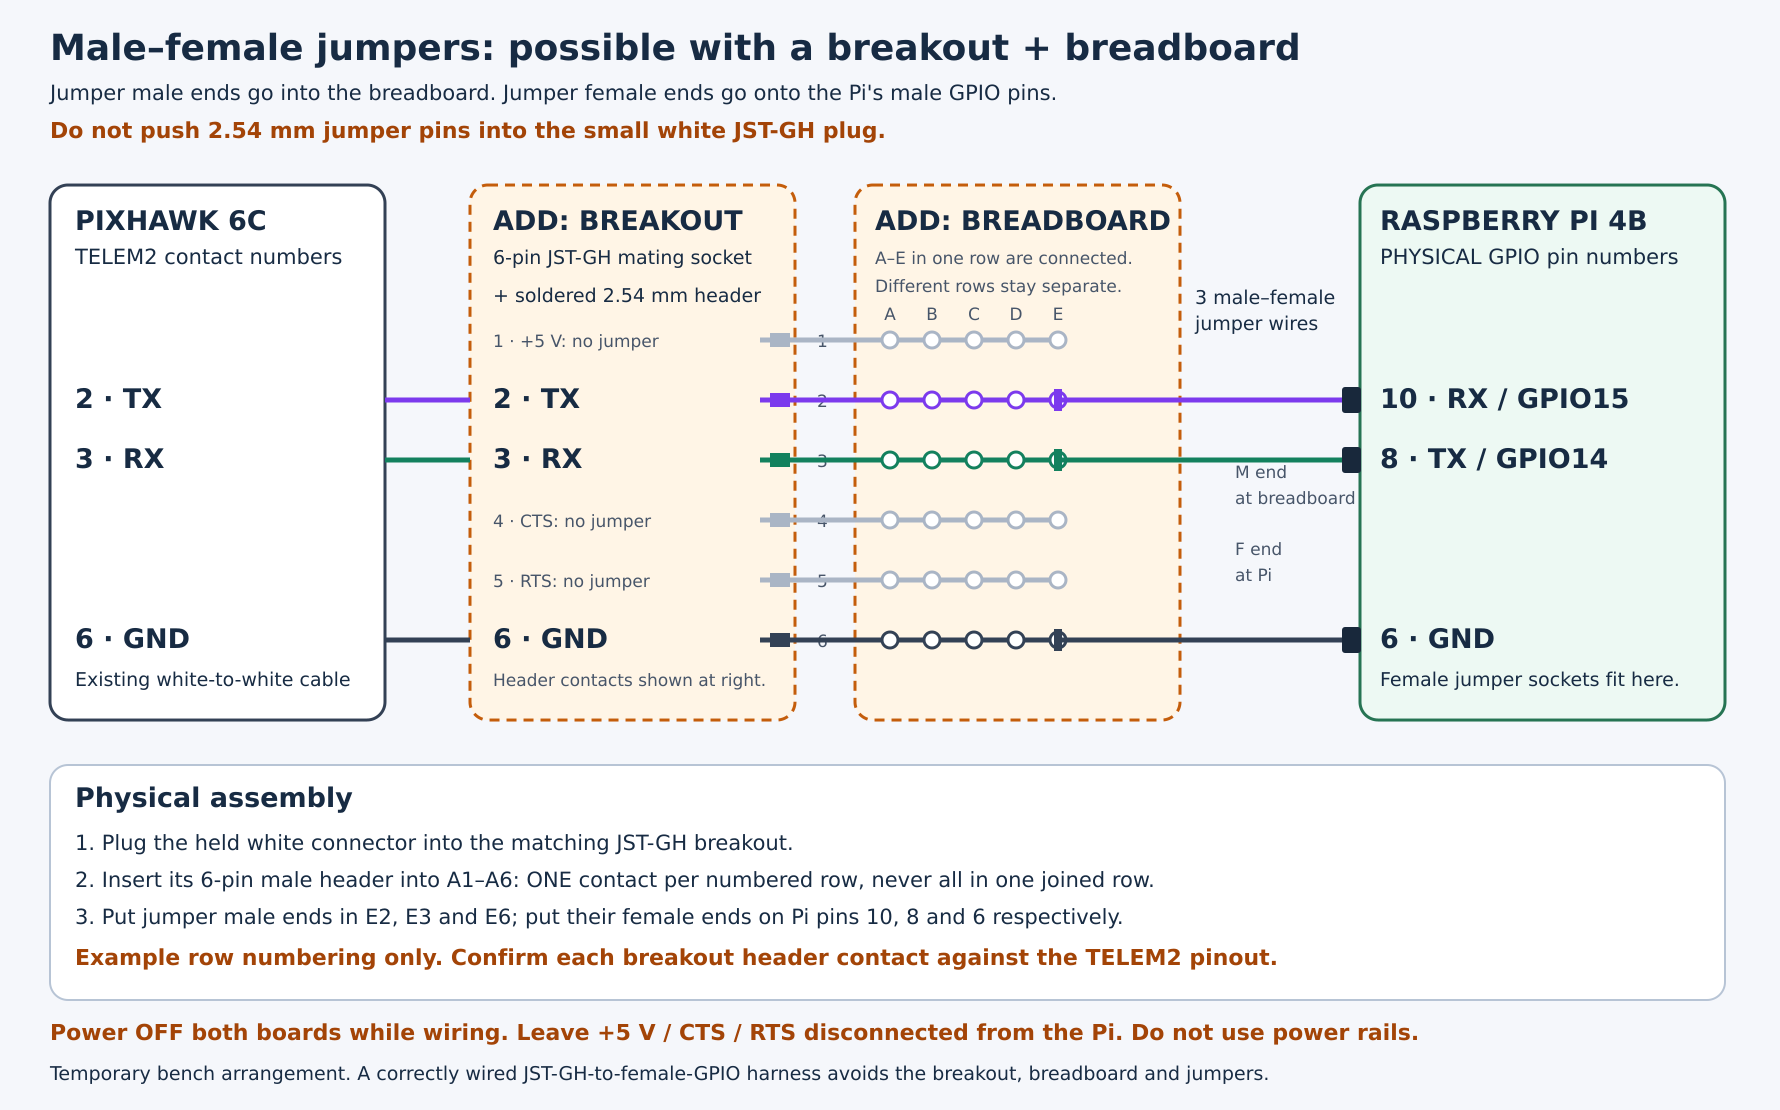 Male–female jumpers: possible with a breakout + breadboard
Jumper male ends go into the breadboard. Jumper female ends go onto the Pi's male GPIO pins.
Do not push 2.54 mm jumper pins into the small white JST-GH plug.
PIXHAWK 6C
TELEM2 contact numbers
2 · TX
3 · RX
6 · GND
Existing white-to-white cable
ADD: BREAKOUT
6-pin JST-GH mating socket
+ soldered 2.54 mm header
1 · +5 V: no jumper
2 · TX
3 · RX
4 · CTS: no jumper
5 · RTS: no jumper
6 · GND
Header contacts shown at right.
1
2
3
4
5
6
ADD: BREADBOARD
A–E in one row are connected.
Different rows stay separate.
A B C D E
3 male–female
jumper wires
M end
at breadboard
F end
at Pi
RASPBERRY PI 4B
PHYSICAL GPIO pin numbers
10 · RX / GPIO15
8 · TX / GPIO14
6 · GND
Female jumper sockets fit here.
Physical assembly
1. Plug the held white connector into the matching JST-GH breakout.
2. Insert its 6-pin male header into A1–A6: ONE contact per numbered row, never all in one joined row.
3. Put jumper male ends in E2, E3 and E6; put their female ends on Pi pins 10, 8 and 6 respectively.
Example row numbering only. Confirm each breakout header contact against the TELEM2 pinout.
Power OFF both boards while wiring. Leave +5 V / CTS / RTS disconnected from the Pi. Do not use power rails.
Temporary bench arrangement. A correctly wired JST-GH-to-female-GPIO harness avoids the breakout, breadboard and jumpers.